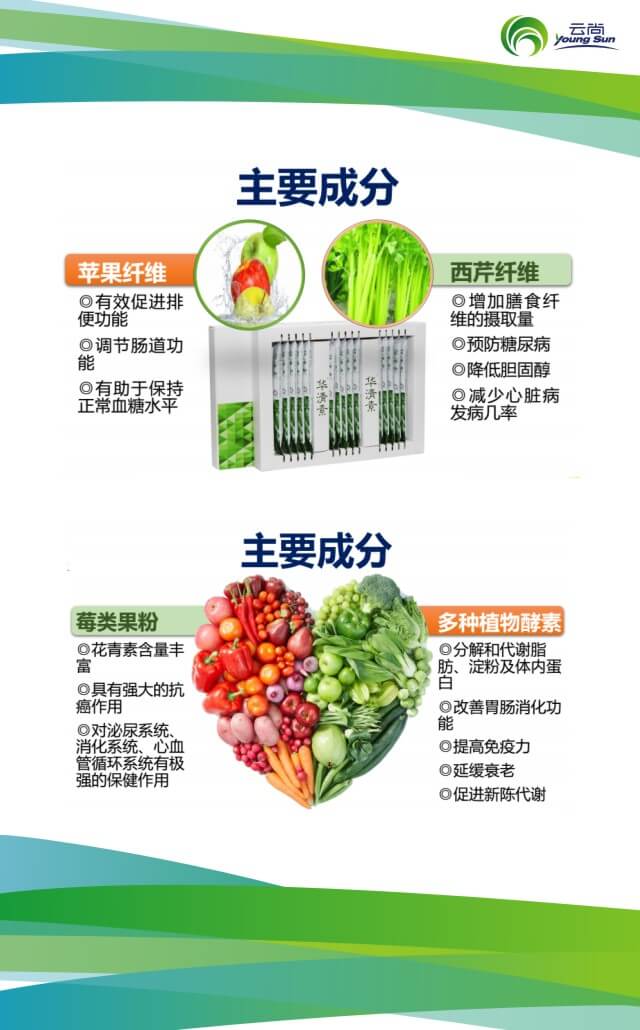 云尚
Young Sun
主要成分
苹果纤维
◎有效促进排
便功能
◎调节肠道功
能
◎有助于保持
正常血糖水平
西芹纤维
◎增加膳食纤
维的摄取量
◎预防糖尿病
◎降低胆固醇
◎减少心脏病
发病几率
华清素
华清素
主要成分
莓类果粉
◎花青素含量丰
富
◎具有强大的抗
癌作用
◎对泌尿系统、
消化系统、心血
管循环系统有极
强的保健作用
多种植物酵素
◎分解和代谢脂
肪、淀粉及体内蛋
白
◎改善胃肠消化功
能
◎提高免疫力
◎延缓衰老
◎促进新陈代谢